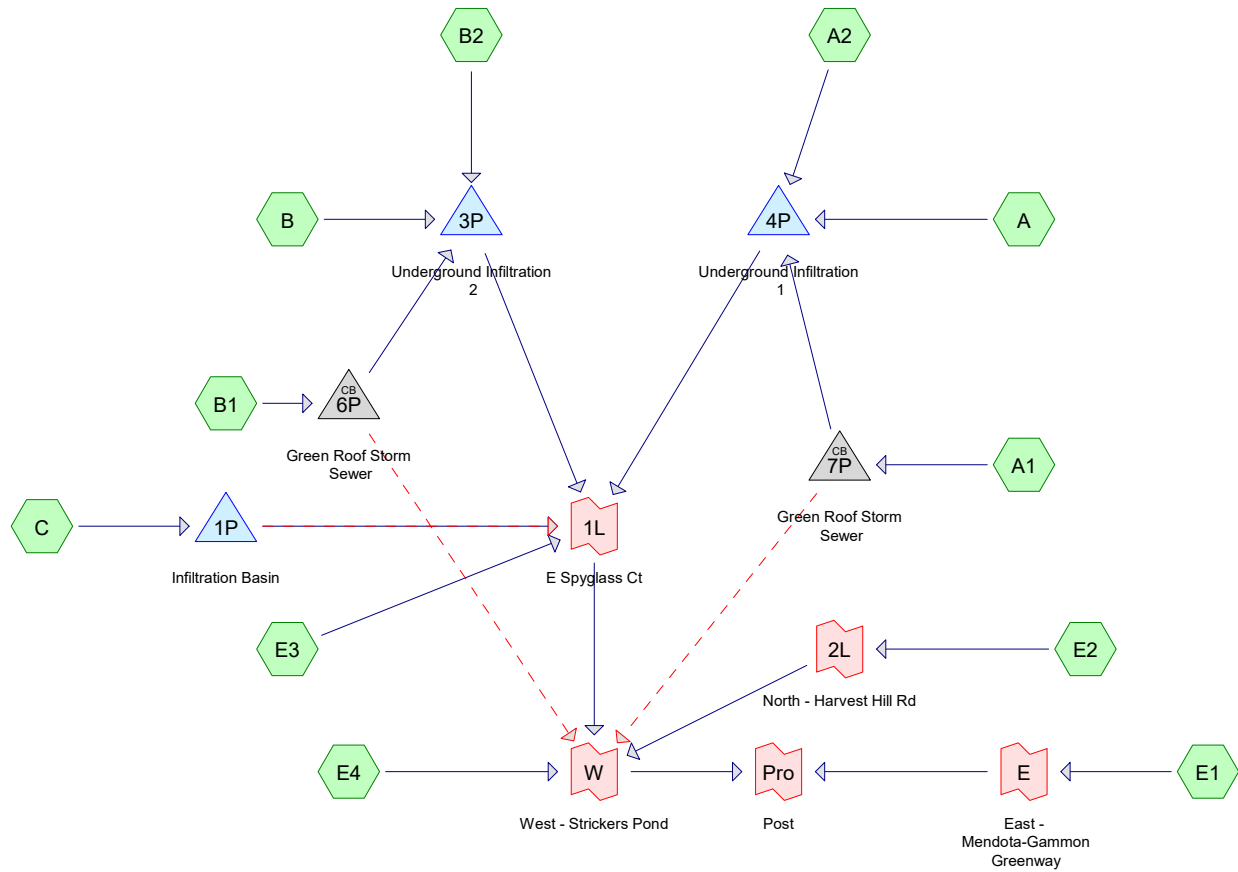 B2
A2
B
3P
4P
A
Underground Infiltration
2
Underground Infiltration
1
B1
CB
6P
Green Roof Storm
Sewer
CB
7P
A1
Green Roof Storm
Sewer
C
1P
Infiltration Basin
1L
E Spyglass Ct
E3
2L
E2
North - Harvest Hill Rd
E4
W
West - Strickers Pond
Pro
Post
E
East -
Mendota-Gammon
Greenway
E1